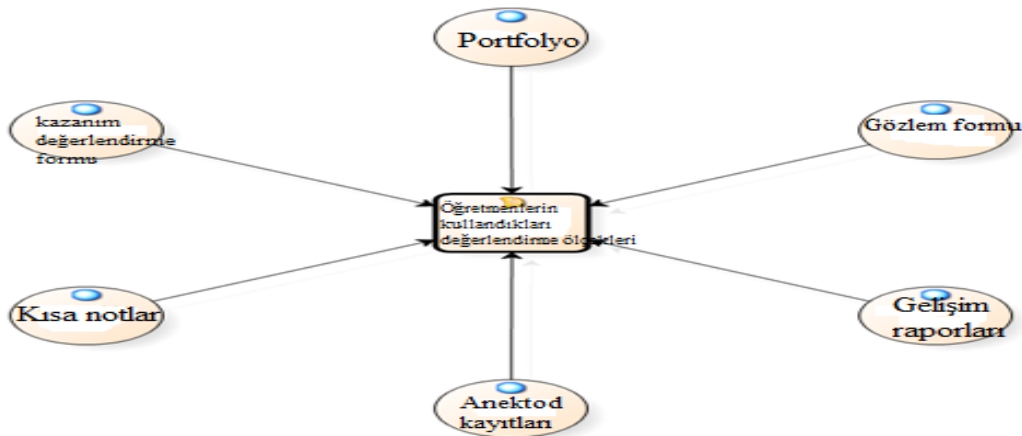 Portfolyo
kazanım
değerlendirme
formu
Gözlem formu
Öğretmenlerin
kullandıkları
değerlendirme ölçekleri
Kısa notlar
Gelişim
raporları
Anektod
kayıtları